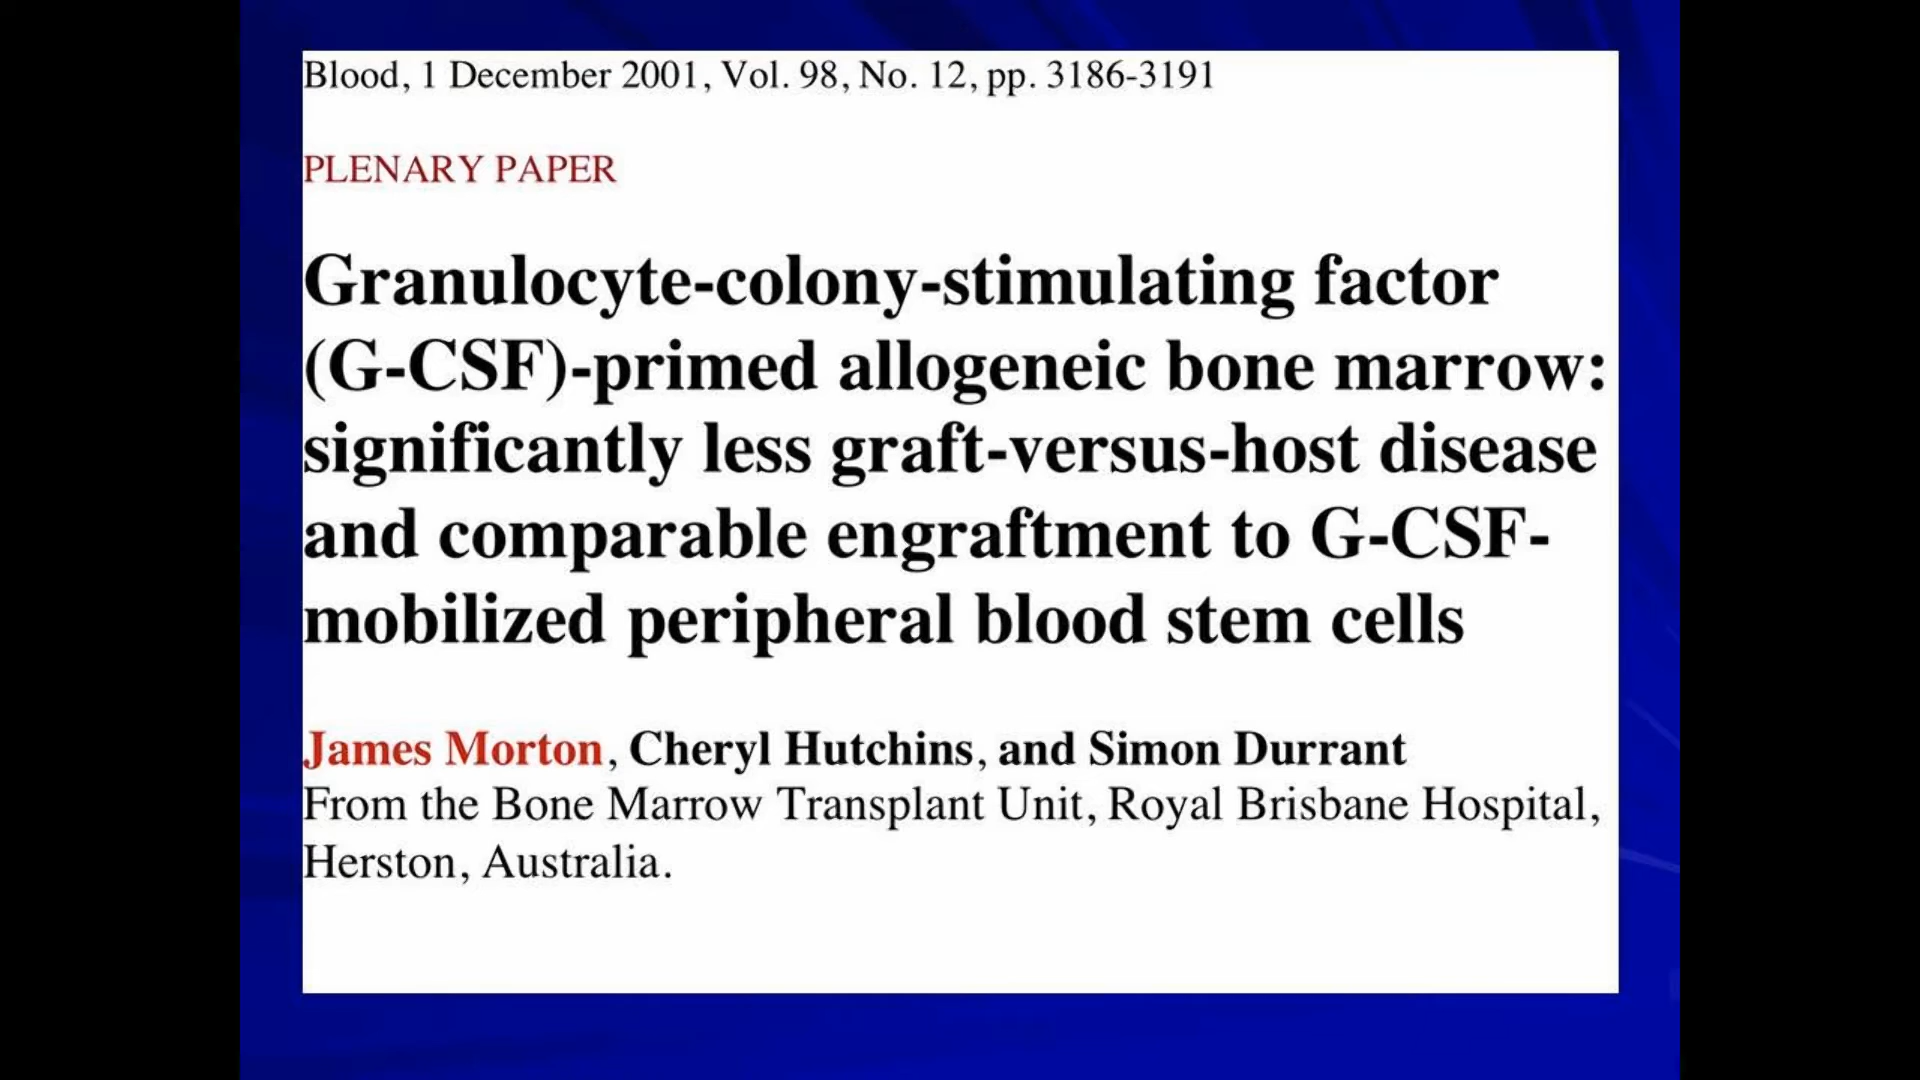 Blood, 1 December 2001, Vol. 98, No. 12, pp. 3186-3191
PLENARY PAPER
Granulocyte-colony-stimulating factor
(G-CSF)-primed allogeneic bone marrow:
significantly less graft-versus-host disease
and comparable engraftment to G-CSF-
mobilized peripheral blood stem cells
James Morton, Cheryl Hutchins, and Simon Durrant
From the Bone Marrow Transplant Unit, Royal Brisbane Hospital,
Herston, Australia.